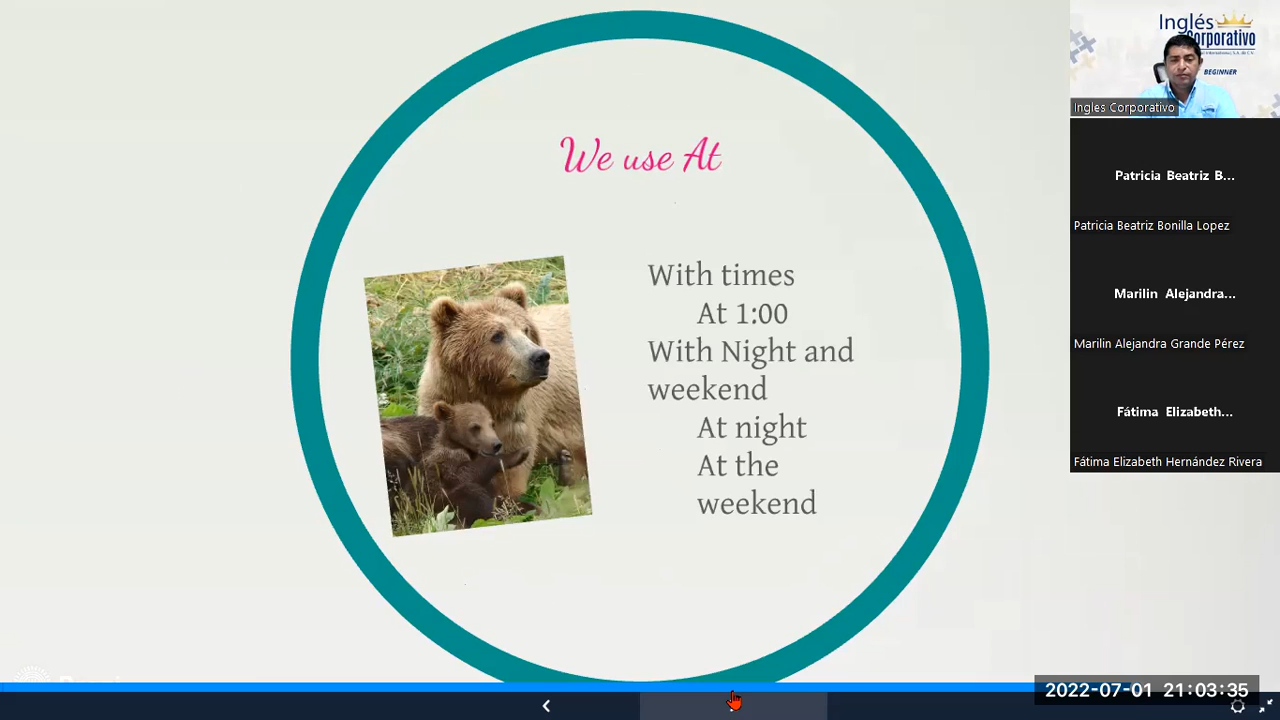 We use At
With times
At 1:00
With Night and
weekend
At night
At the
weekend
Inglés
Corporativo
BEGINNER
Ingles Corporativo
Patricia Beatriz B...
Patricia Beatriz Bonilla Lopez
Marilin Alejandra...
Marilin Alejandra Grande Pérez
Fátima Elizabeth...
Fátima Elizabeth Hernández Rivera
2022-07-01 21:03:35